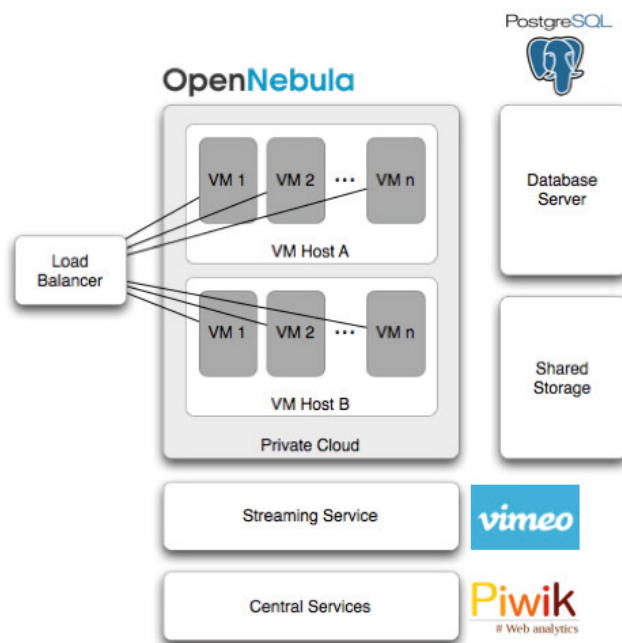 PostgreSQL
OpenNebula
VM 1
VM 2
...
VM n
VM Host A
Database
Server
Load
Balancer
VM 1
VM 2
...
VM n
VM Host B
Private Cloud
Shared
Storage
Streaming Service
vimeo
Central Services
Piwik
# Web analytics